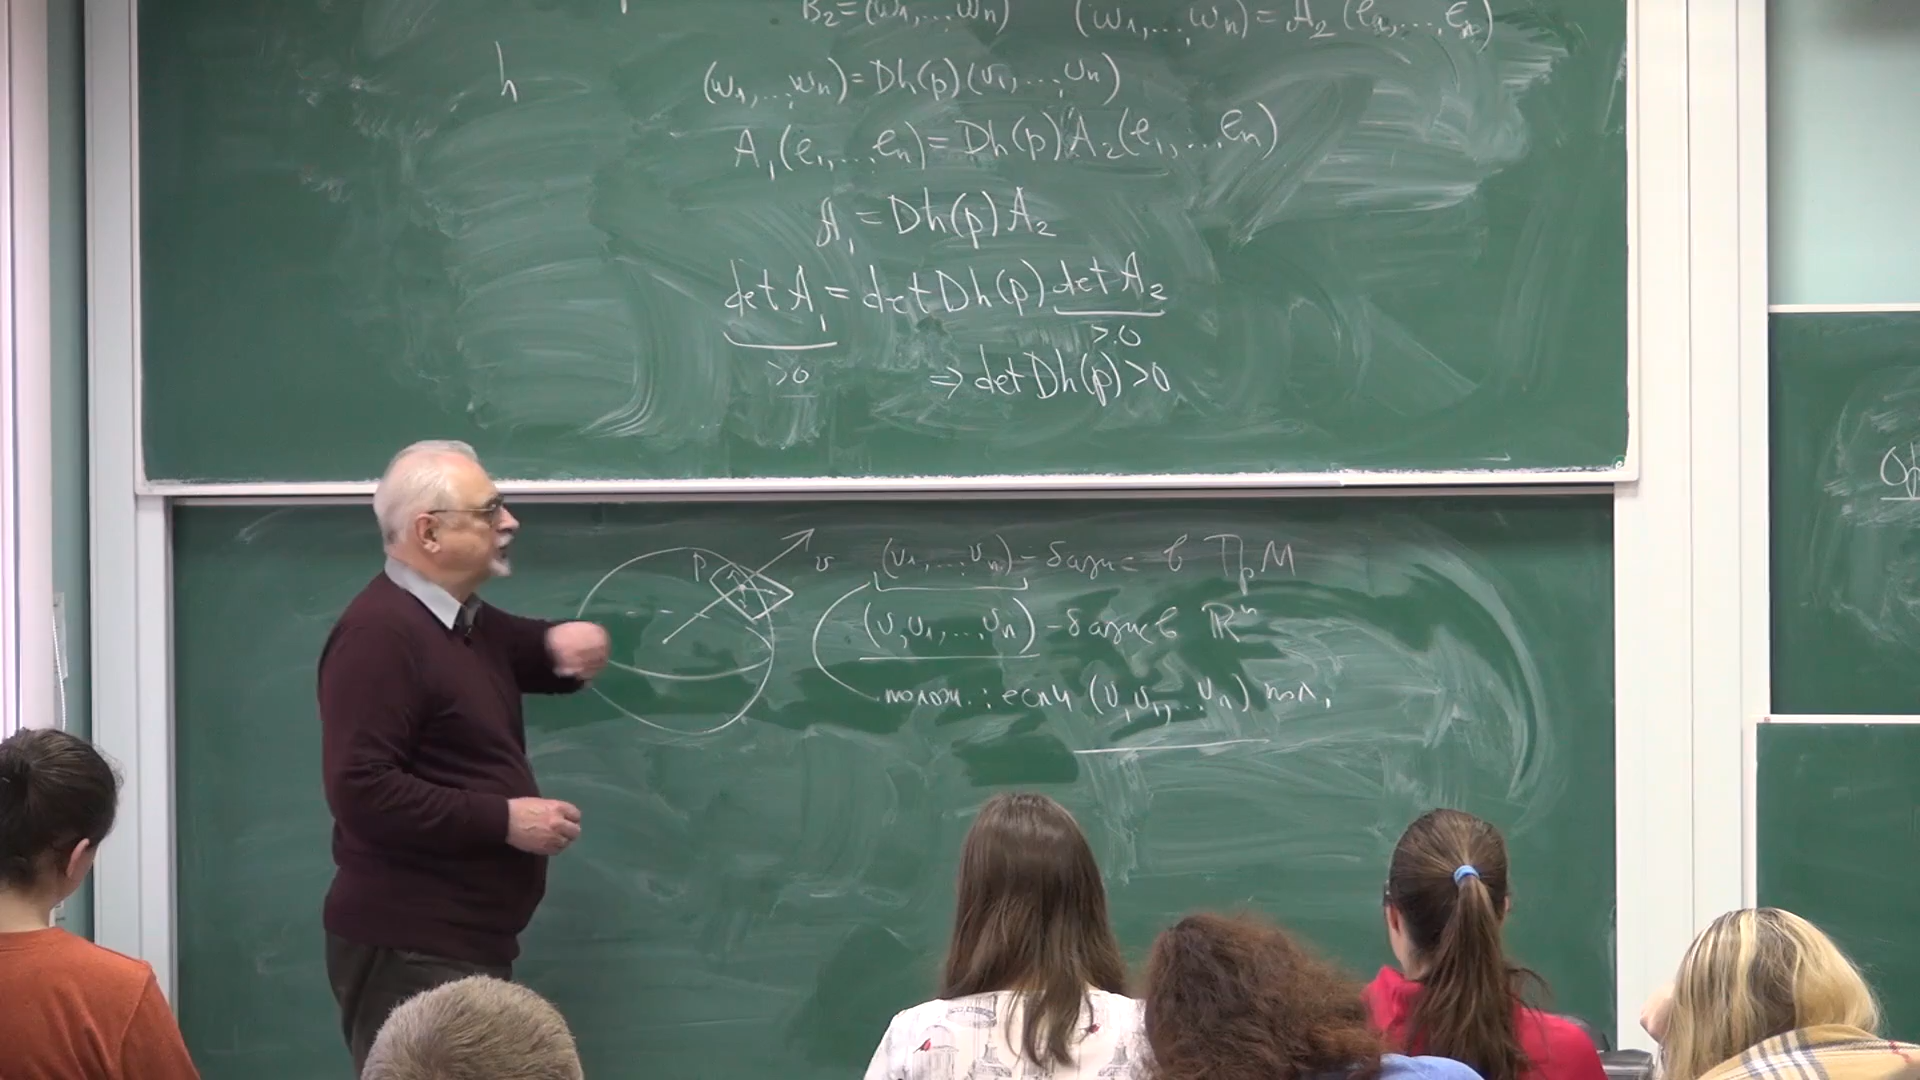 B₂=(w₁,...wₙ) (w₁,...,wₙ)=A₂(e₁,...,eₙ)
h
(w₁,...,wₙ)=Dh(p)(v₁,...,vₙ)
A₁(e₁,...eₙ)=Dh(p)A₂(e₁,...eₙ)
A₁=Dh(p)A₂
det A₁ = det Dh(p) det A₂
>0 >0
⇒ det Dh(p)>0
p v (v₁,...,vₙ) - базис в TₚM
(v,v₁,...,vₙ) - базис в ℝⁿ
полож.: если (v,v₁,...vₙ) пол.